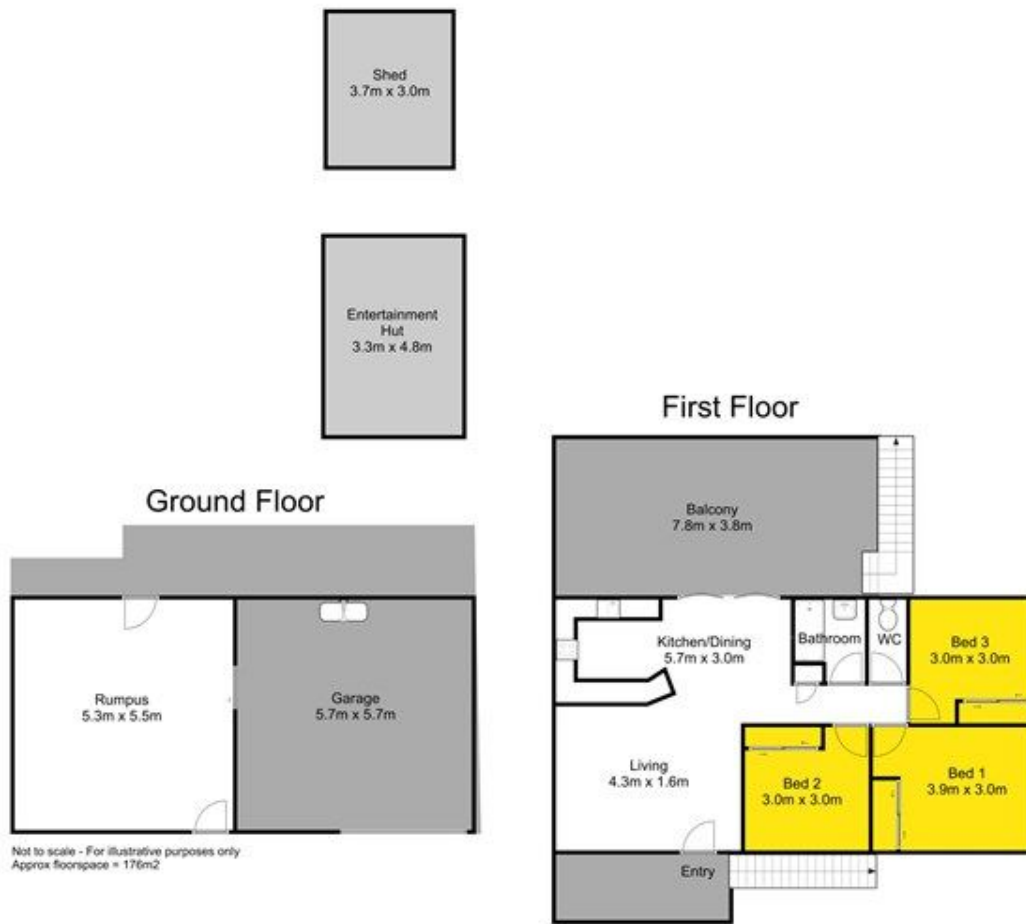 Shed
3.7m x 3.0m
Entertainment
Hut
3.3m x 4.8m
First Floor
Balcony
7.8m x 3.8m
Ground Floor
Rumpus
5.3m x 5.5m
Garage
5.7m x 5.7m
Kitchen/Dining
5.7m x 3.0m
Bathroom
WC
Bed 3
3.0m x 3.0m
Living
4.3m x 1.6m
Bed 2
3.0m x 3.0m
Bed 1
3.9m x 3.0m
Entry
Not to scale - For illustrative purposes only
Approx floorspace = 176m2